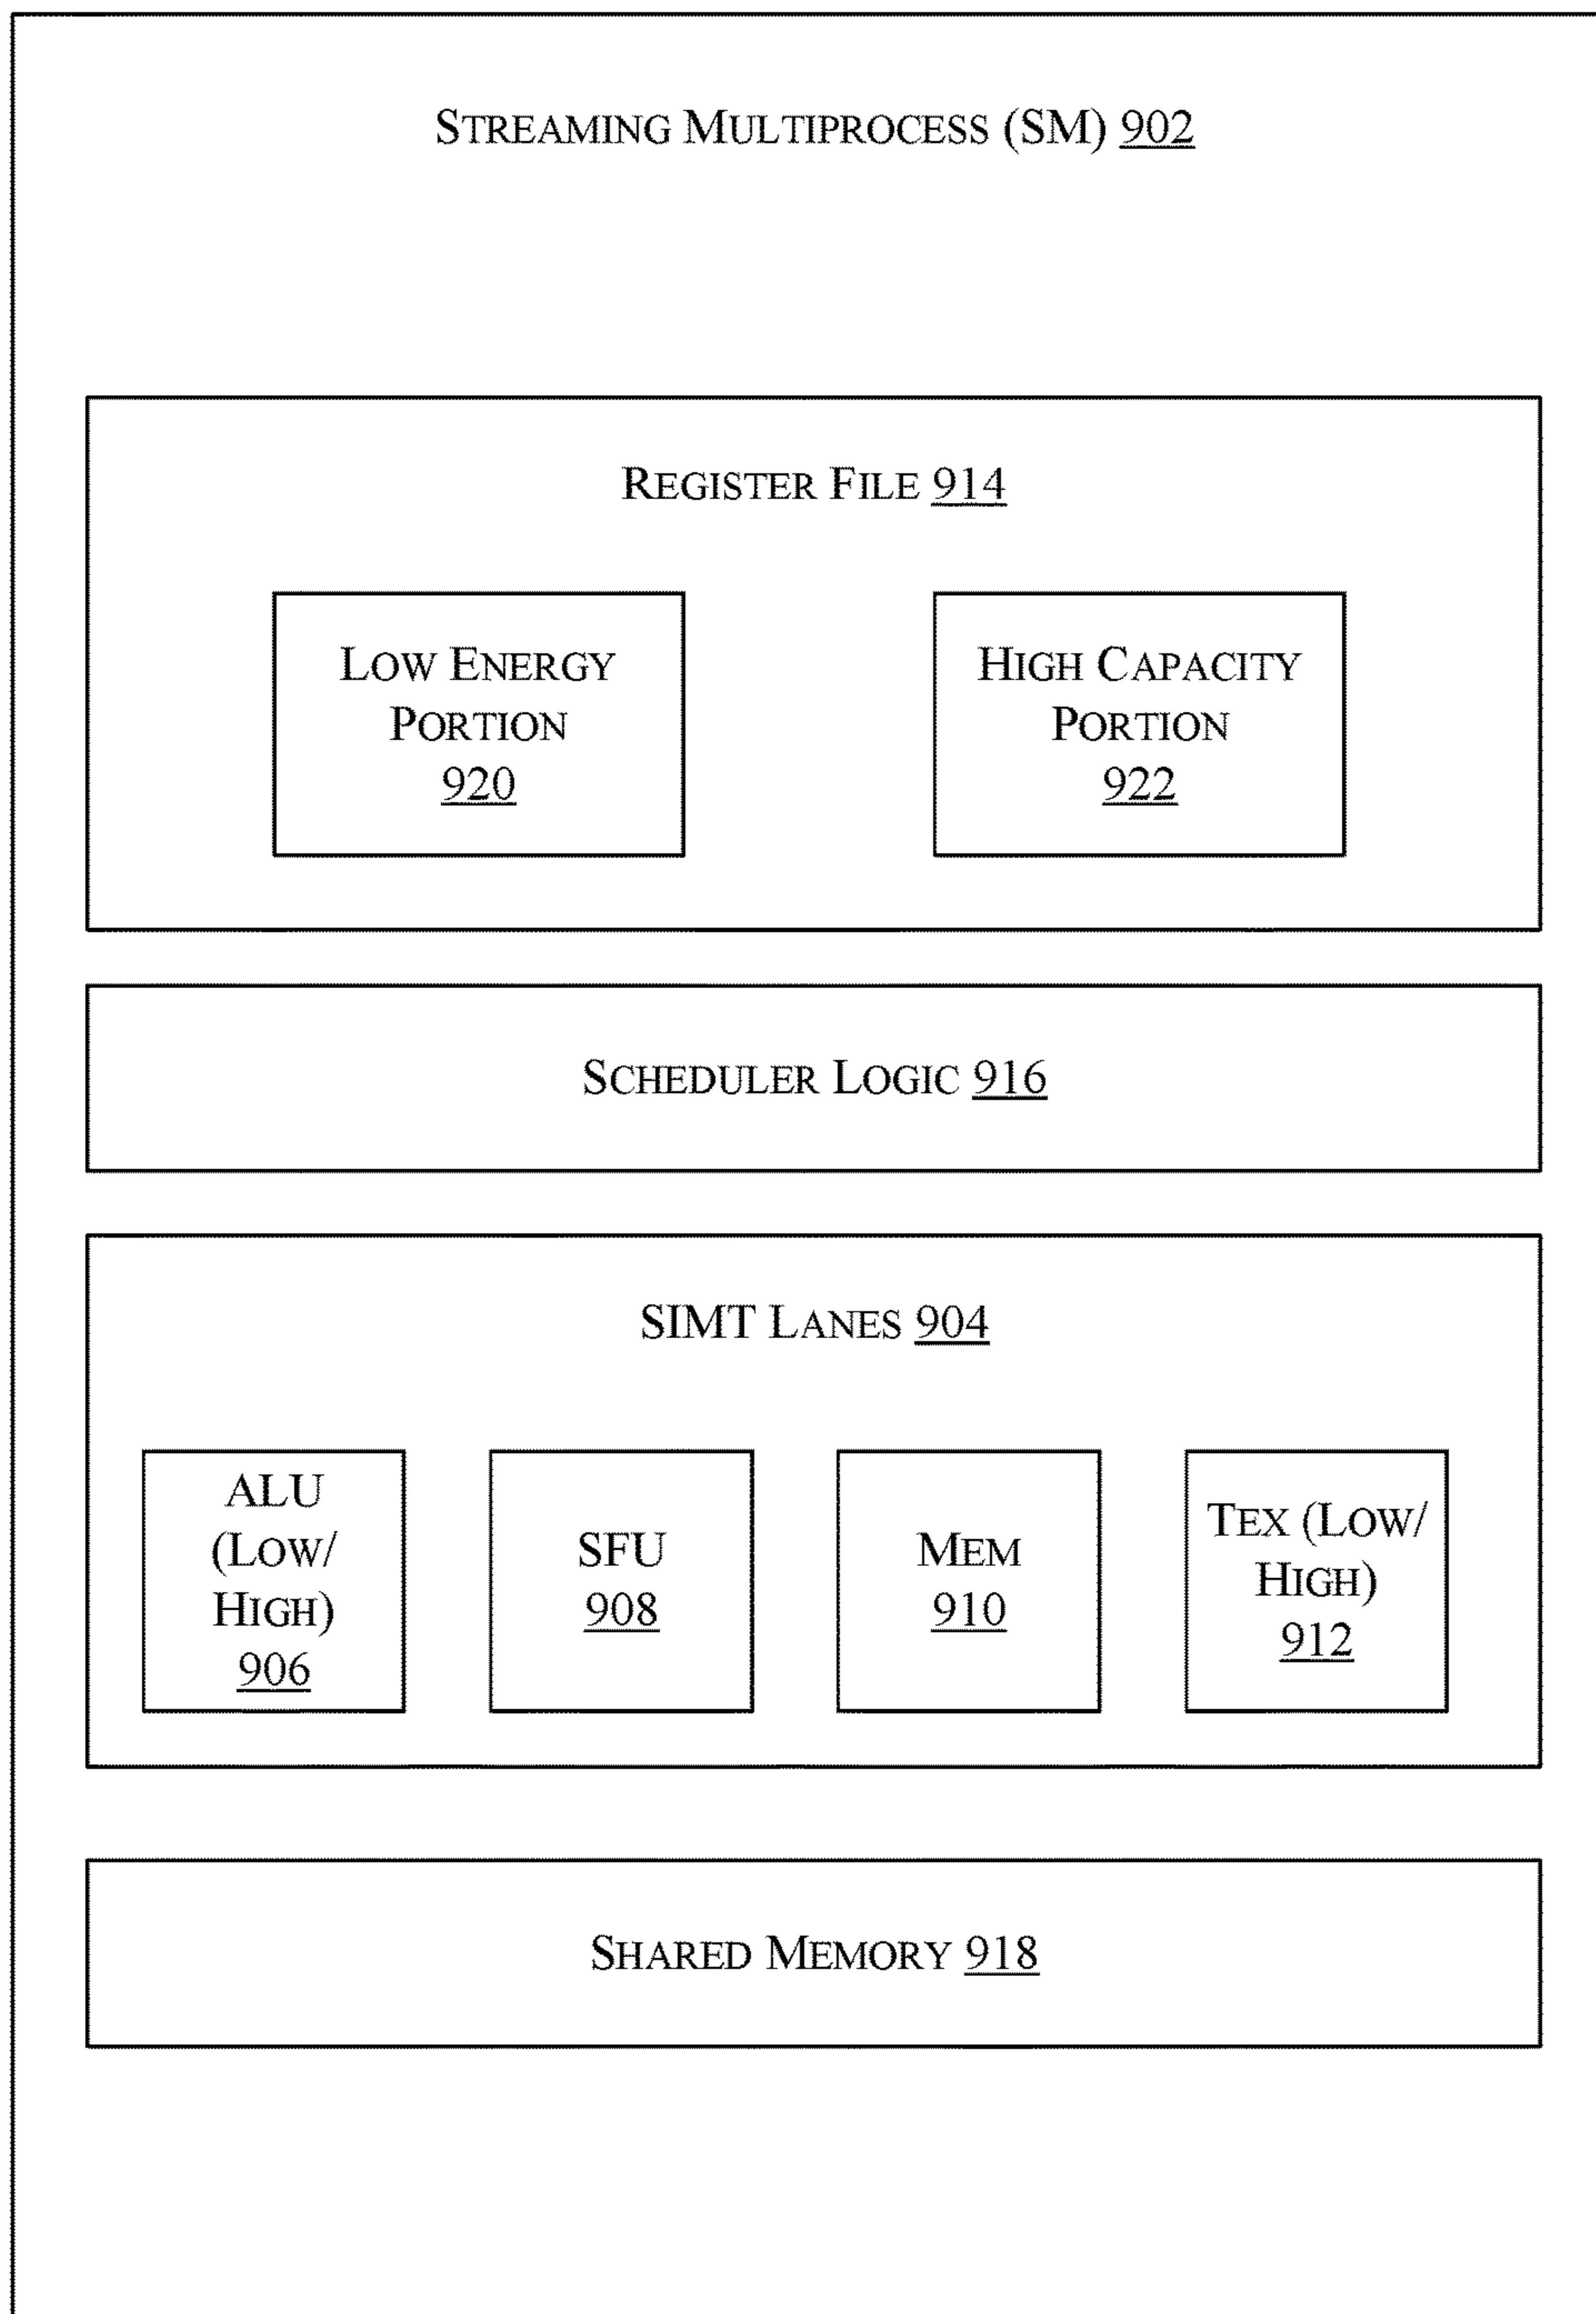 STREAMING MULTIPROCESS (SM) 902
REGISTER FILE 914
LOW ENERGY
PORTION
920
HIGH CAPACITY
PORTION
922
SCHEDULER LOGIC 916
SIMT LANES 904
ALU
(LOW/
HIGH)
906
SFU
908
MEM
910
TEX (LOW/
HIGH)
912
SHARED MEMORY 918